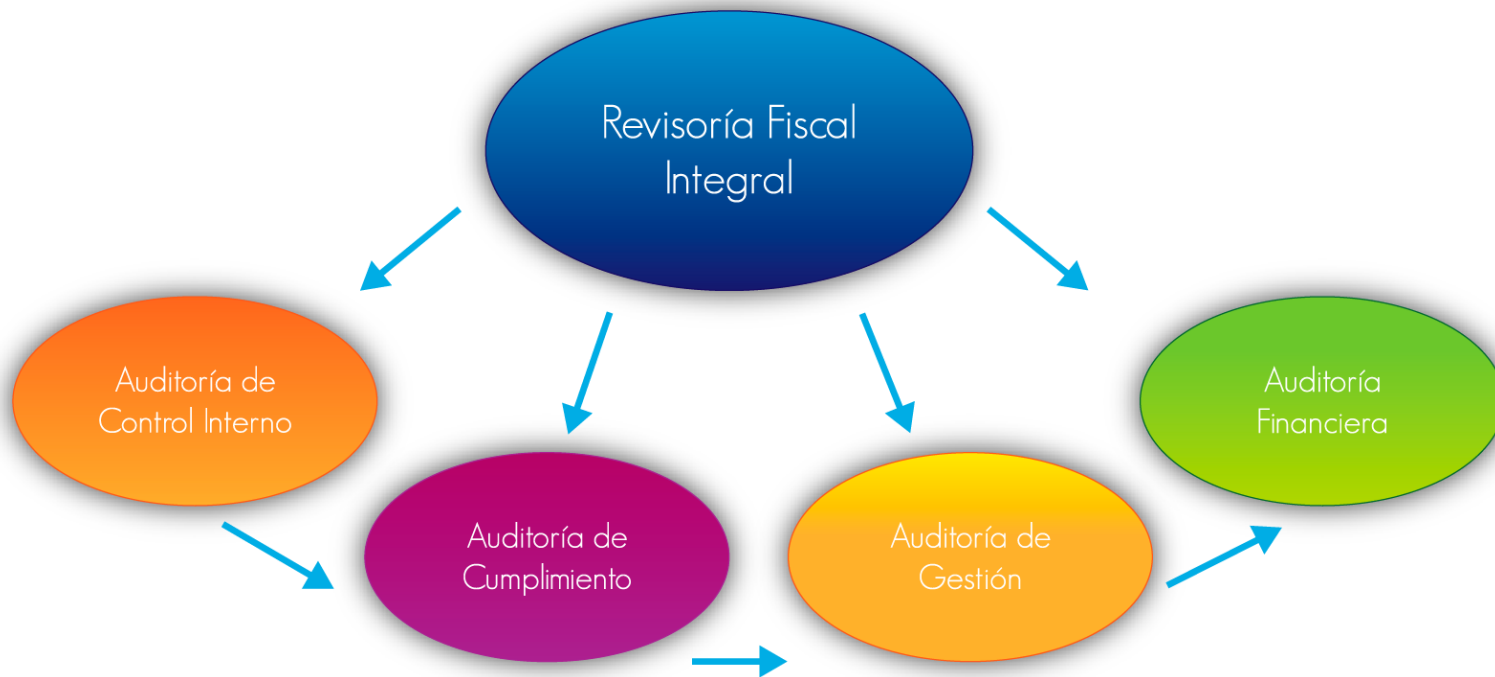 Revisoría Fiscal
Integral
Auditoría de
Control Interno
Auditoría de
Cumplimiento
Auditoría de
Gestión
Auditoría
Financiera